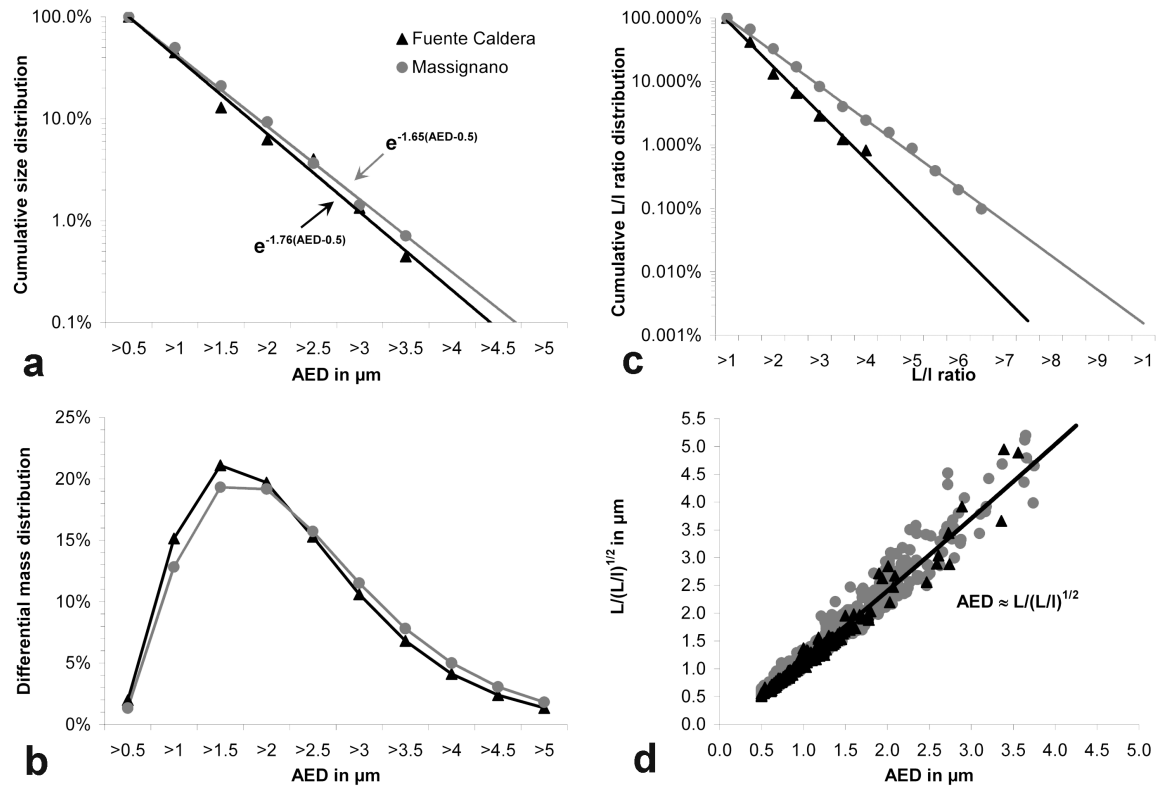 100.0%
10.0%
1.0%
0.1%
Cumulative size distribution
Fuente Caldera
Massignano
e-1.65(AED-0.5)
e-1.76(AED-0.5)
>0.5 >1 >1.5 >2 >2.5 >3 >3.5 >4 >4.5 >5
AED in µm
a
100.000%
10.000%
1.000%
0.100%
0.010%
0.001%
Cumulative L/l ratio distribution
>1 >2 >3 >4 >5 >6 >7 >8 >9 >1
L/l ratio
c
25%
20%
15%
10%
5%
0%
Differential mass distribution
>0.5 >1 >1.5 >2 >2.5 >3 >3.5 >4 >4.5 >5
AED in µm
b
5.5
5.0
4.5
4.0
3.5
3.0
2.5
2.0
1.5
1.0
0.5
0.0
L/(L/l)1/2 in µm
AED ≈ L/(L/l)1/2
0.0 0.5 1.0 1.5 2.0 2.5 3.0 3.5 4.0 4.5 5.0
AED in µm
d